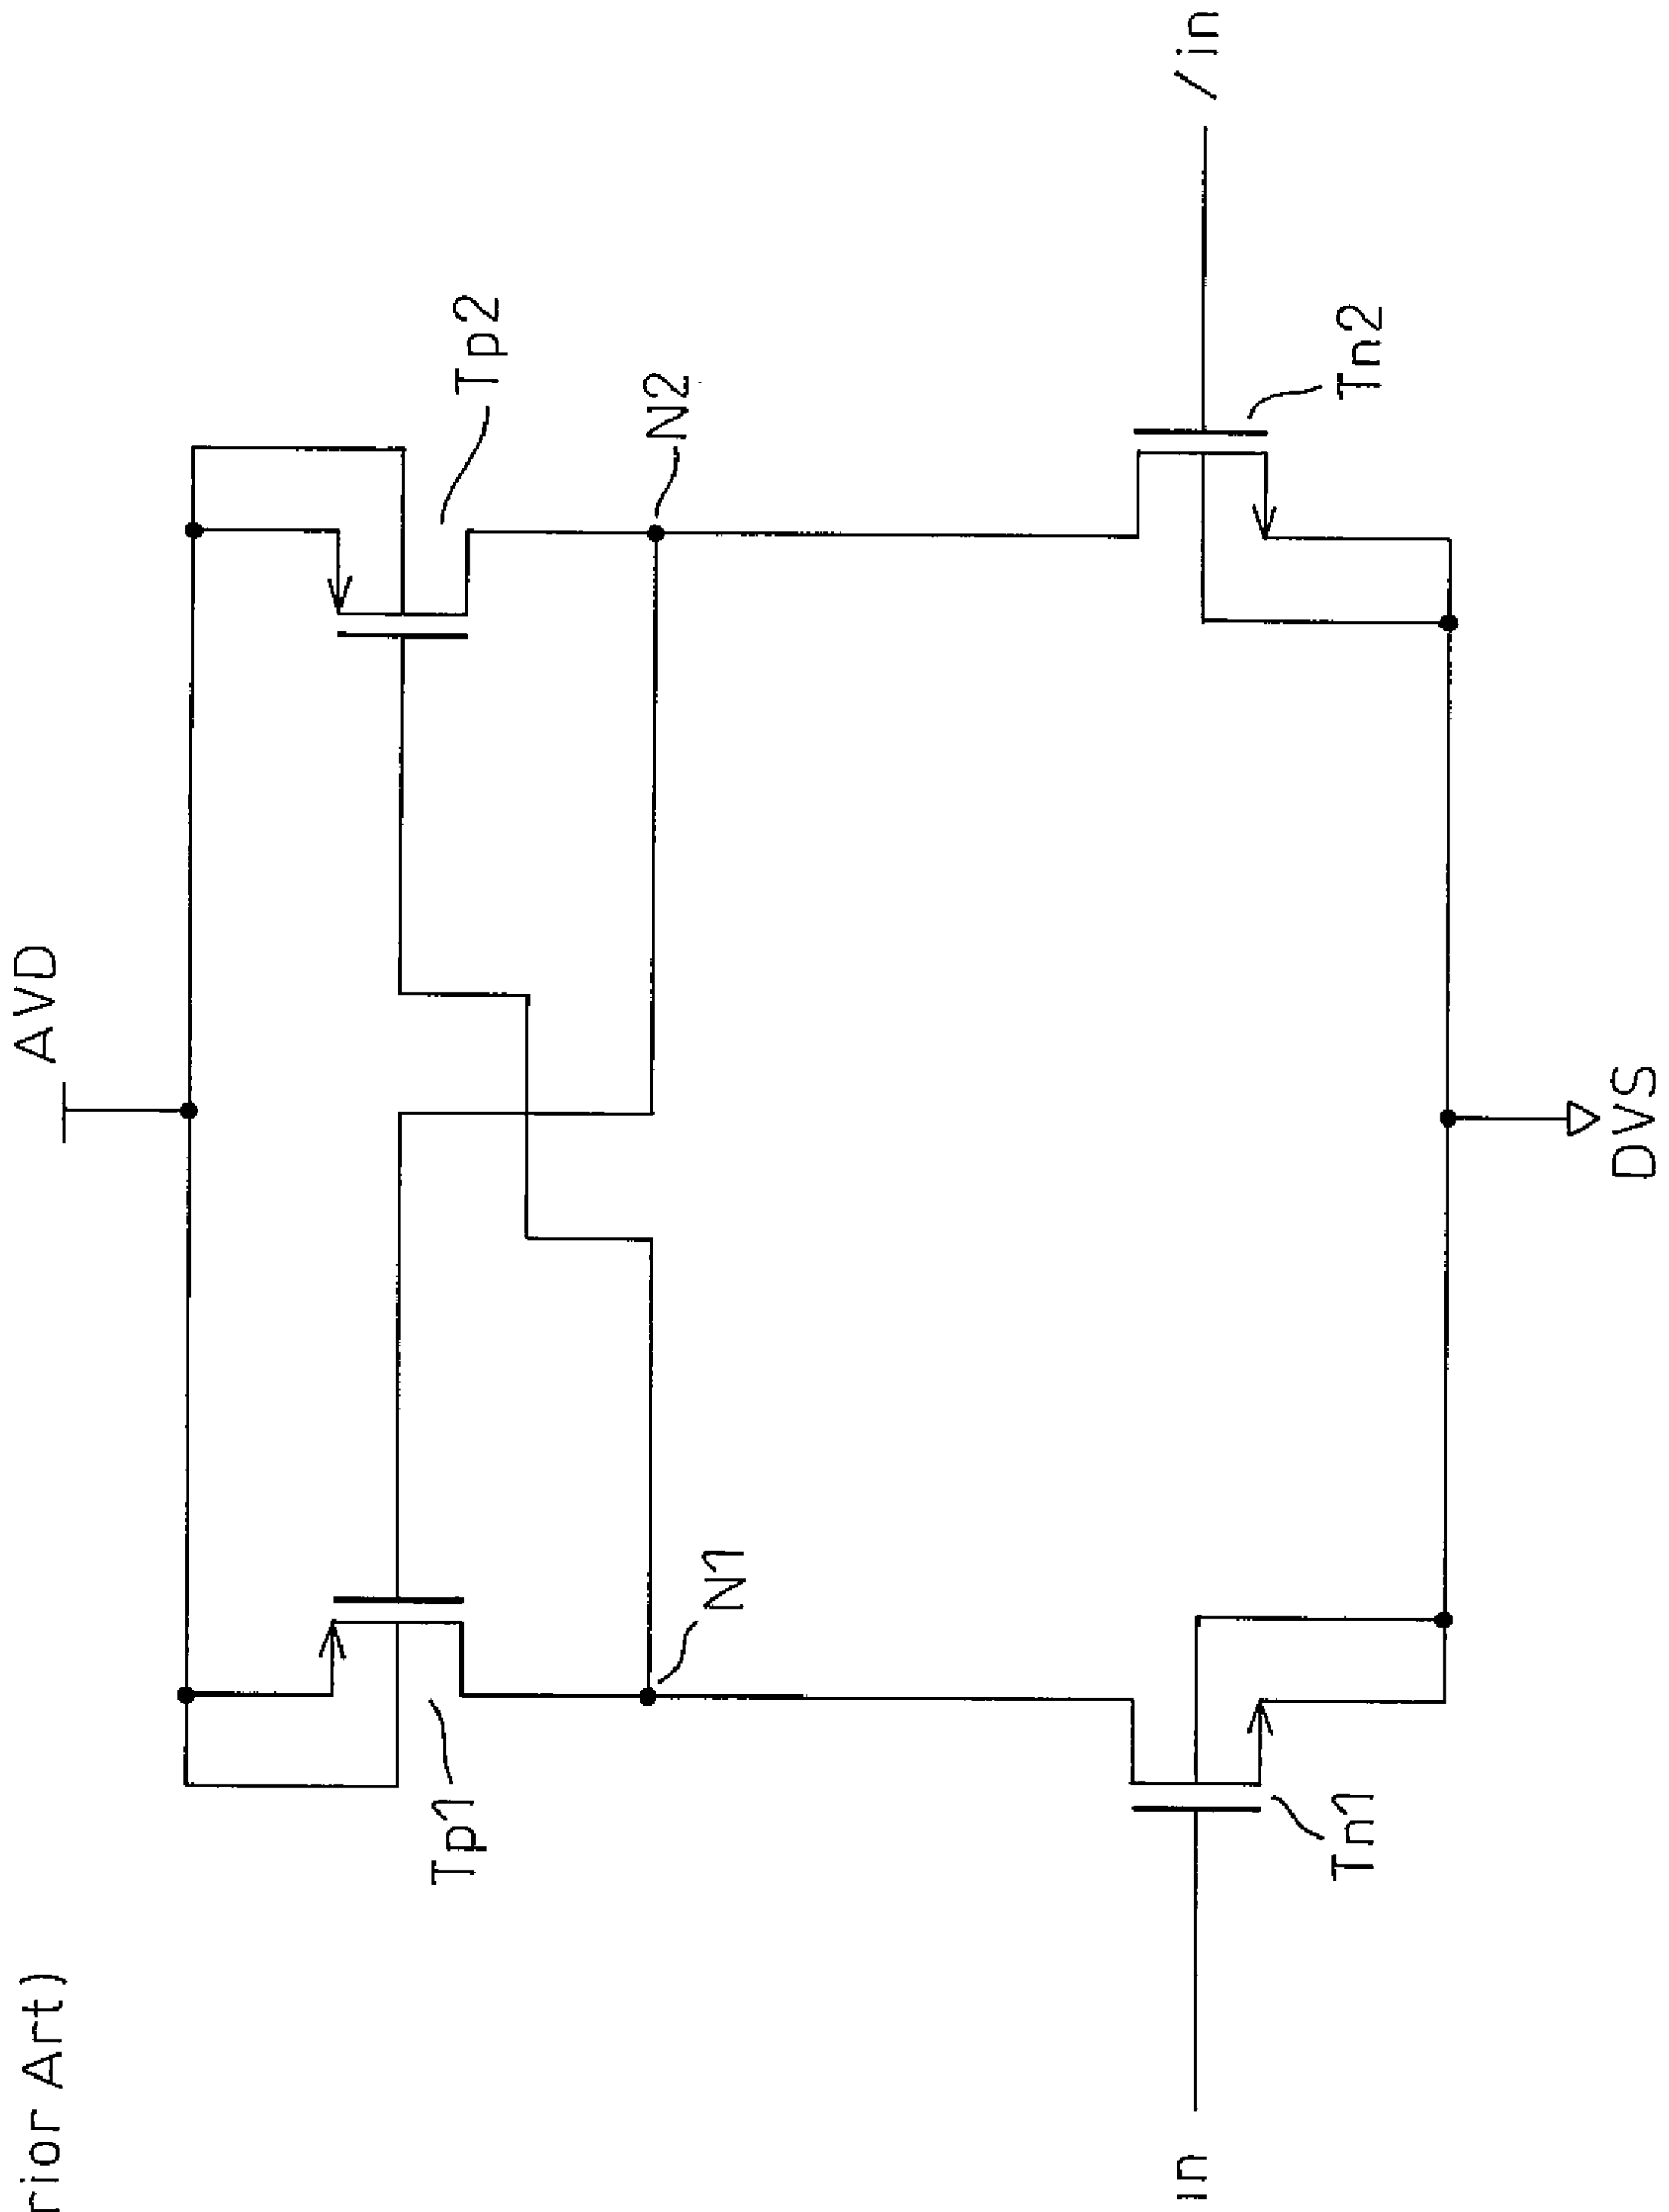 rior Art)
AVD
Tp1
Tp2
N1
N2
in
/in
Tn1
Tn2
DVS